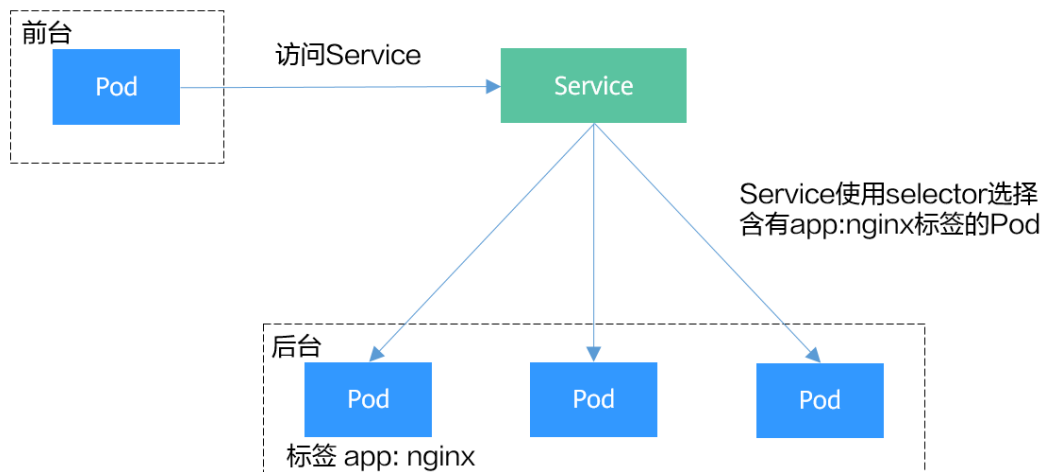 前台
Pod
访问Service
Service
Service使用selector选择
含有app:nginx标签的Pod
后台
Pod
Pod
Pod
标签 app: nginx